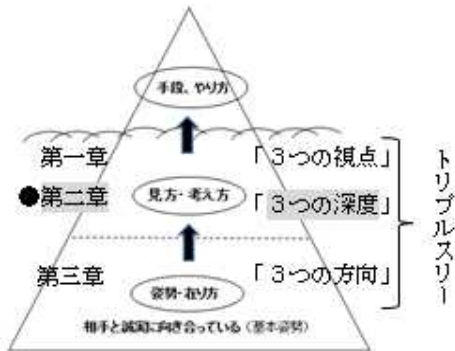 手段、やり方
第一章 「３つの視点」
●第二章 見方・考え方 「３つの深度」
第三章 「３つの方向」
姿勢・在り方
相手と誠実に向き合っている（基本姿勢）
トリプルスリー